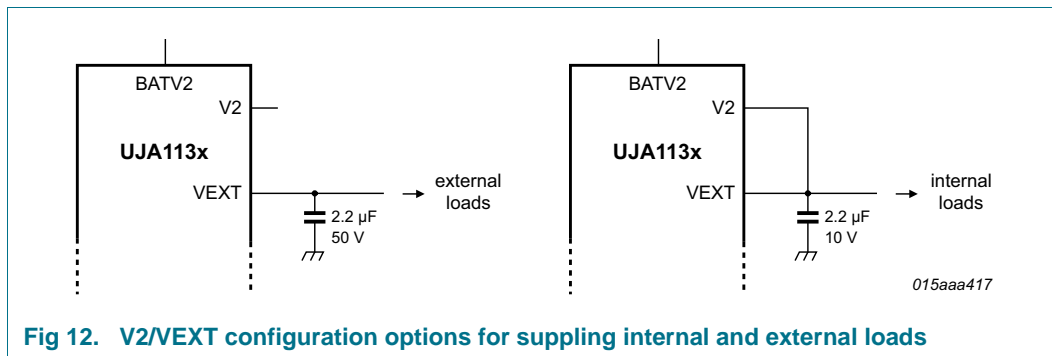 BATV2
V2
UJA113x
VEXT
external
loads
2.2 µF
50 V
BATV2
V2
UJA113x
VEXT
internal
loads
2.2 µF
10 V
015aaa417
Fig 12. V2/VEXT configuration options for suppling internal and external loads